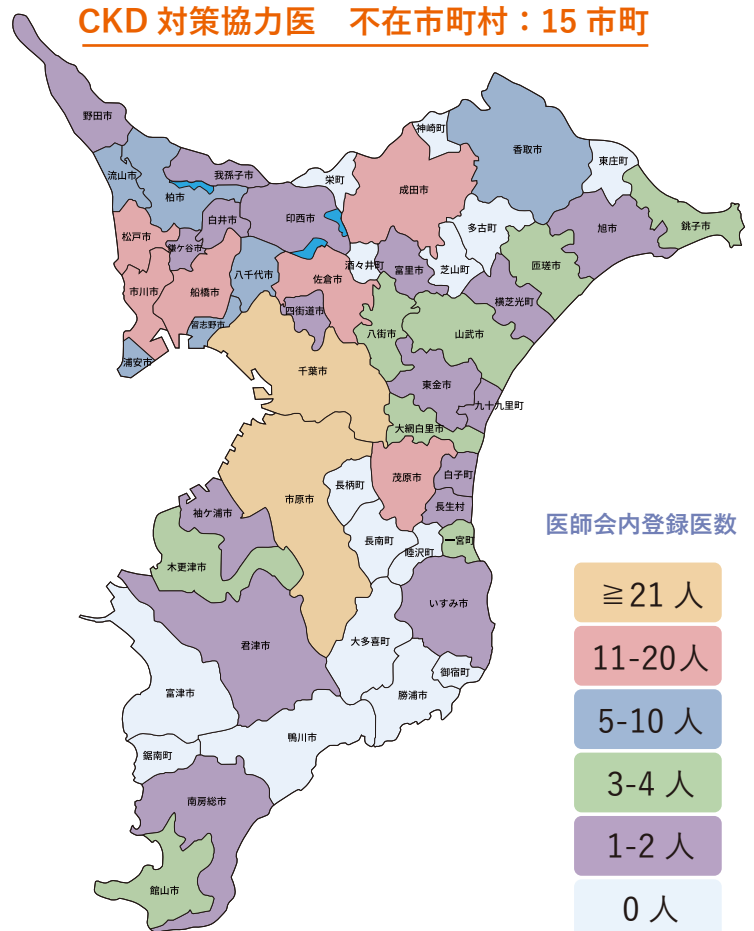 CKD 対策協力医　不在市町村：15 市町
野田市
神崎町
香取市
東庄町
流山市
我孫子市
栄町
成田市
柏市
白井市
印西市
多古町
旭市
銚子市
松戸市
鎌ケ谷市
酒々井町
富里市
芝山町
匝瑳市
八千代市
佐倉市
市川市
船橋市
四街道市
横芝光町
習志野市
八街市
山武市
浦安市
千葉市
東金市
九十九里町
大網白里市
茂原市
白子町
長柄町
市原市
長生村
袖ケ浦市
長南町
一宮町
睦沢町
木更津市
いすみ市
君津市
大多喜町
御宿町
富津市
勝浦市
鴨川市
鋸南町
南房総市
館山市
医師会内登録医数
≧21 人
11-20人
5-10 人
3-4 人
1-2 人
0 人